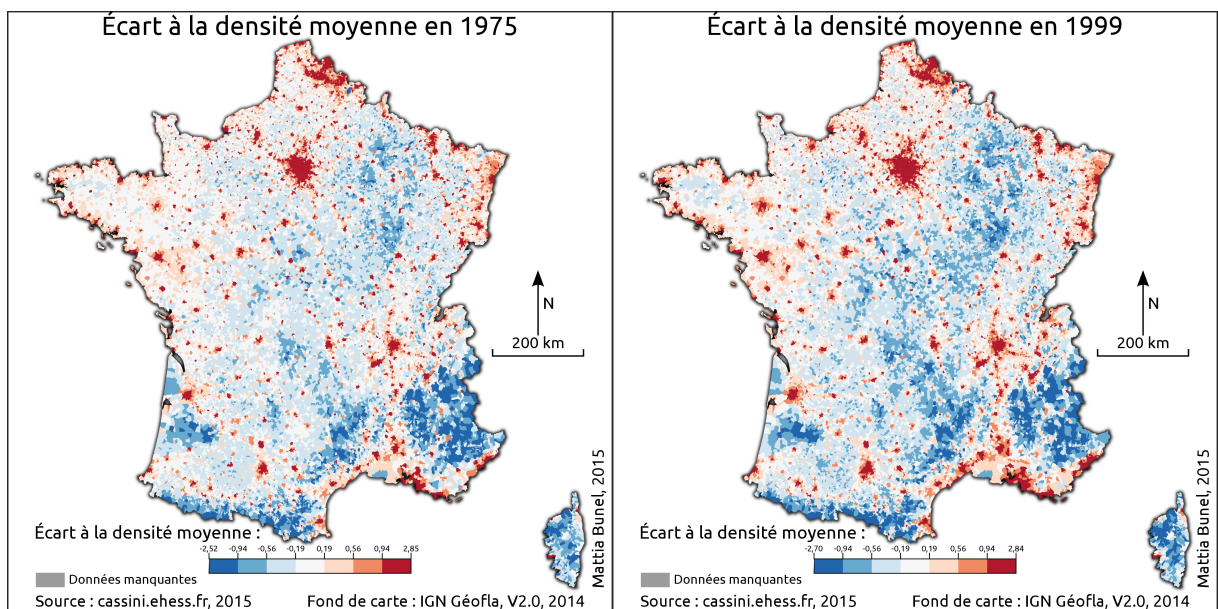 Écart à la densité moyenne en 1975
N
200 km
Écart à la densité moyenne :
-2,52 -0,94 -0,56 -0,19 0,19 0,56 0,94 2,85
Données manquantes
Source : cassini.ehess.fr, 2015 Fond de carte : IGN Géofla, V2.0, 2014
Mattia Bunel, 2015
Écart à la densité moyenne en 1999
N
200 km
Écart à la densité moyenne :
-2,70 -0,94 -0,56 -0,19 0,19 0,56 0,94 2,84
Données manquantes
Source : cassini.ehess.fr, 2015 Fond de carte : IGN Géofla, V2.0, 2014
Mattia Bunel, 2015